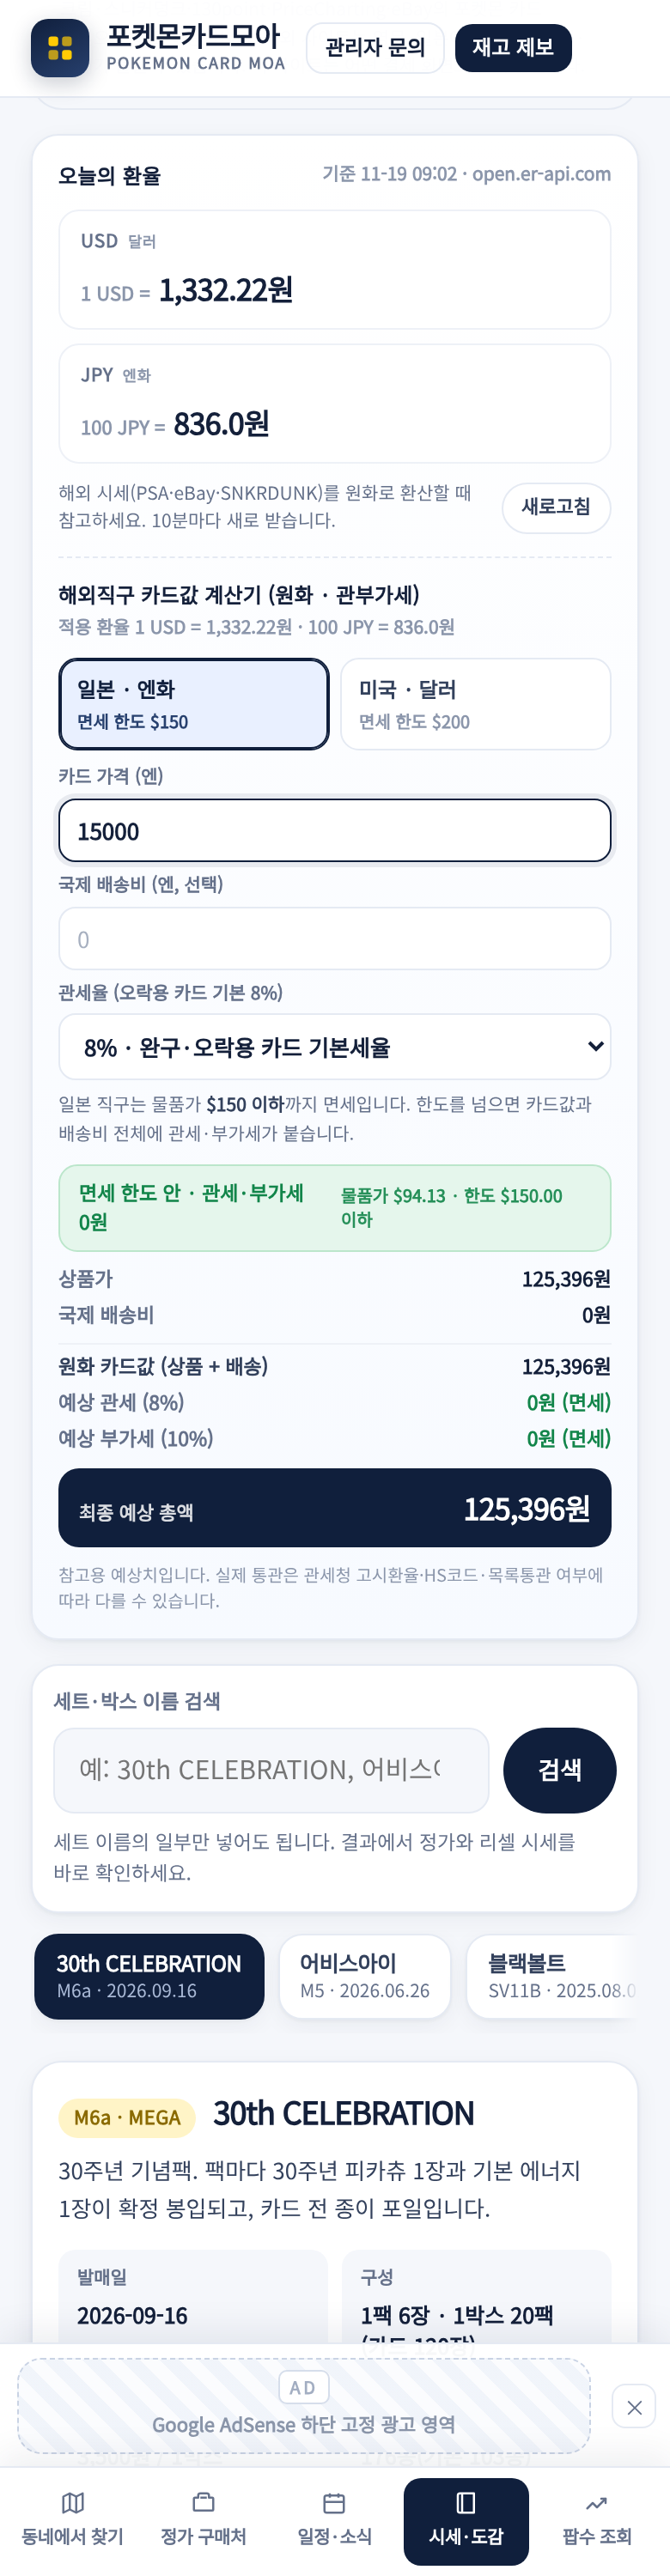 포켓몬카드모아
POKEMON CARD MOA
관리자 문의
재고 제보
오늘의 환율
기준 11-19 09:02 · open.er-api.com
USD 달러
1 USD = 1,332.22원
JPY 엔화
100 JPY = 836.0원
해외 시세(PSA·eBay·SNKRDUNK)를 원화로 환산할 때
참고하세요. 10분마다 새로 받습니다.
새로고침
해외직구 카드값 계산기 (원화 · 관부가세)
적용 환율 1 USD = 1,332.22원 · 100 JPY = 836.0원
일본 · 엔화
면세 한도 $150
미국 · 달러
면세 한도 $200
카드 가격 (엔)
15000
국제 배송비 (엔, 선택)
0
관세율 (오락용 카드 기본 8%)
8% · 완구·오락용 카드 기본세율
일본 직구는 물품가 $150 이하까지 면세입니다. 한도를 넘으면 카드값과
배송비 전체에 관세·부가세가 붙습니다.
면세 한도 안 · 관세·부가세
0원
물품가 $94.13 · 한도 $150.00
이하
상품가 125,396원
국제 배송비 0원
원화 카드값 (상품 + 배송) 125,396원
예상 관세 (8%) 0원 (면세)
예상 부가세 (10%) 0원 (면세)
최종 예상 총액 125,396원
참고용 예상치입니다. 실제 통관은 관세청 고시환율·HS코드·목록통관 여부에
따라 다를 수 있습니다.
세트·박스 이름 검색
예: 30th CELEBRATION, 어비스
검색
세트 이름의 일부만 넣어도 됩니다. 결과에서 정가와 리셀 시세를
바로 확인하세요.
30th CELEBRATION
M6a · 2026.09.16
어비스아이
M5 · 2026.06.26
블랙볼트
SV11B · 2025.08.0
M6a · MEGA
30th CELEBRATION
30주년 기념팩. 팩마다 30주년 피카츄 1장과 기본 에너지
1장이 확정 봉입되고, 카드 전 종이 포일입니다.
발매일
2026-09-16
구성
1팩 6장 · 1박스 20팩
(카드 120장)
AD
Google AdSense 하단 고정 광고 영역
동네에서 찾기
정가 구매처
일정·소식
시세·도감
팝수 조회